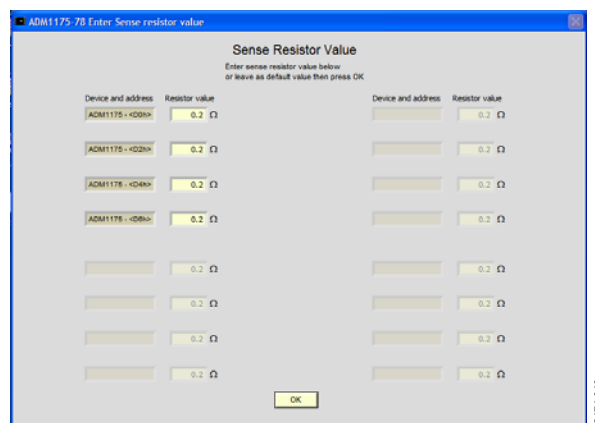 ADM1175-78 Enter Sense resistor value
Sense Resistor Value
Enter sense resistor value below
or leave as default value then press OK
Device and address Resistor value Device and address Resistor value
ADM1175 - <D0h> 0.2 Ω 0.2 Ω
ADM1175 - <D2h> 0.2 Ω 0.2 Ω
ADM1175 - <D4h> 0.2 Ω 0.2 Ω
ADM1175 - <D6h> 0.2 Ω 0.2 Ω
0.2 Ω 0.2 Ω
0.2 Ω 0.2 Ω
0.2 Ω 0.2 Ω
0.2 Ω 0.2 Ω
OK